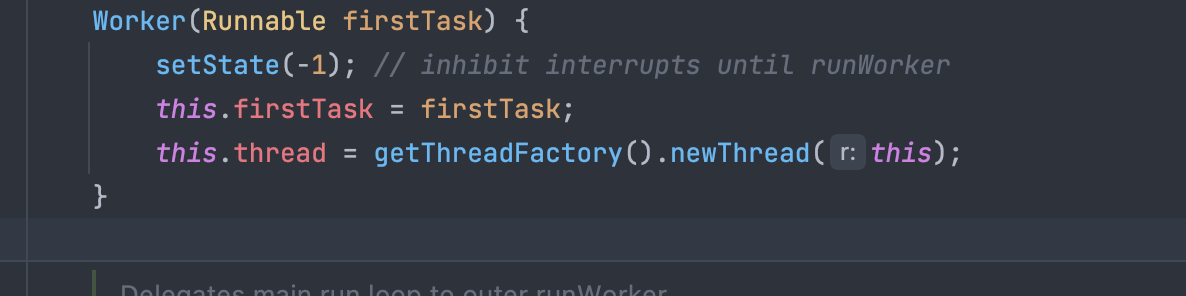 Worker(Runnable firstTask) {
setState(-1); // inhibit interrupts until runWorker
this.firstTask = firstTask;
this.thread = getThreadFactory().newThread( r: this);
}
Delegates main run loop to outer runWorker